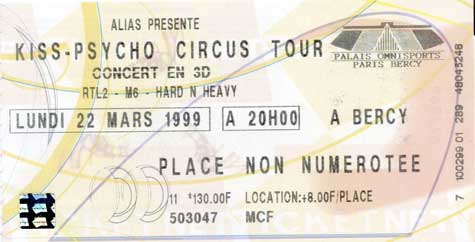 ALIAS PRESENTE
KISS-PSYCHO CIRCUS TOUR
CONCERT EN 3D
RTL2 - M6 - HARD N HEAVY
PALAIS OMNISPORTS
PARIS BERCY
LUNDI 22 MARS 1999 A 20H00 A BERCY
PLACE NON NUMEROTEE
11 *130.00F LOCATION:+8.00F/PLACE
503047 MCF
7 100299 01 289 48045248